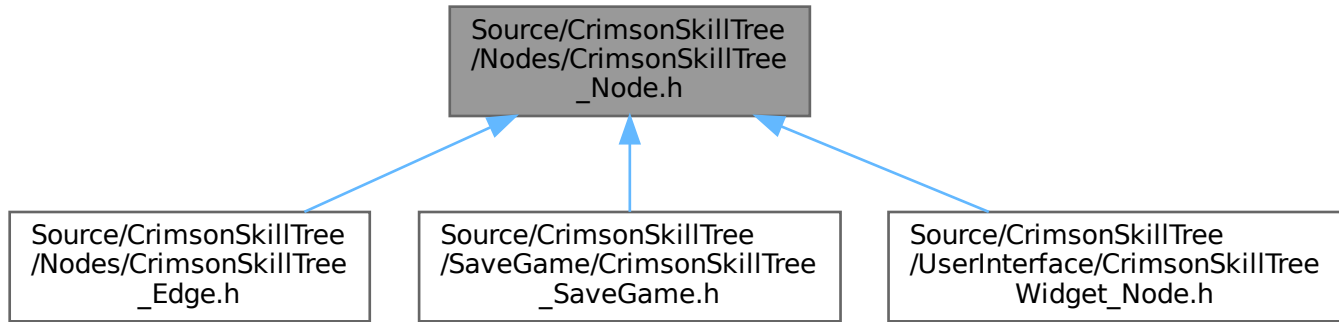 Source/CrimsonSkillTree
/Nodes/CrimsonSkillTree
_Node.h
Source/CrimsonSkillTree
/Nodes/CrimsonSkillTree
_Edge.h
Source/CrimsonSkillTree
/SaveGame/CrimsonSkillTree
_SaveGame.h
Source/CrimsonSkillTree
/UserInterface/CrimsonSkillTree
Widget_Node.h